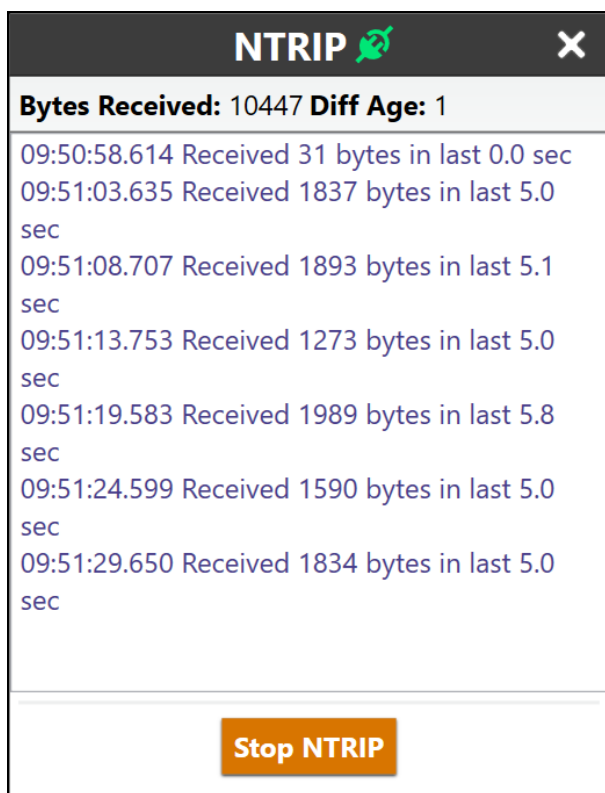 NTRIP
Bytes Received: 10447 Diff Age: 1
09:50:58.614 Received 31 bytes in last 0.0 sec
09:51:03.635 Received 1837 bytes in last 5.0
sec
09:51:08.707 Received 1893 bytes in last 5.1
sec
09:51:13.753 Received 1273 bytes in last 5.0
sec
09:51:19.583 Received 1989 bytes in last 5.8
sec
09:51:24.599 Received 1590 bytes in last 5.0
sec
09:51:29.650 Received 1834 bytes in last 5.0
sec
Stop NTRIP